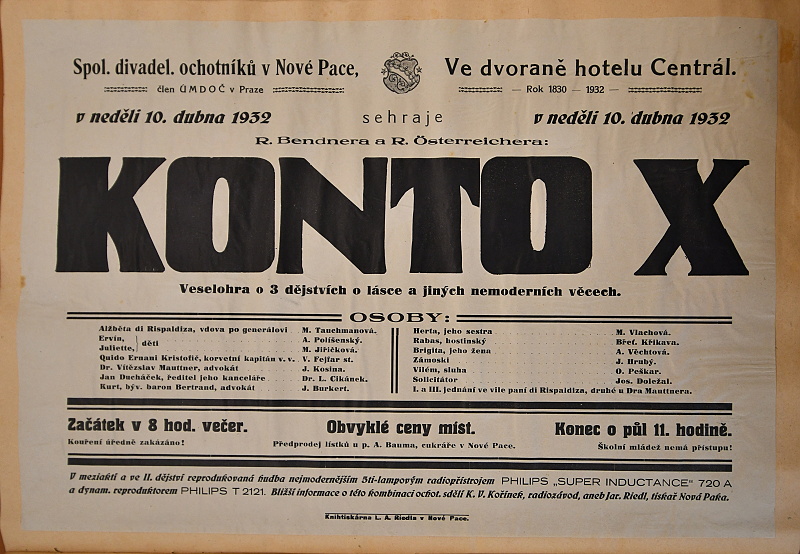 Spol. divadel. ochotníků v Nové Pace,
člen ÚMDOČ v Praze
Ve dvoraně hotelu Centrál.
Rok 1830 — 1932 —
v neděli 10. dubna 1932
sehraje
v neděli 10. dubna 1932
R. Bendnera a R. Österreichera:
KONTO X
Veselohra o 3 dějstvích o lásce a jiných nemoderních věcech.
OSOBY:
Alžběta di Rispaldiza, vdova po generálovi M. Tauchmanová.
Ervín, A. Polišenský.
děti
Juliette, M. Jiřičková.
Quido Ernani Kristofič, korvetní kapitán v. v. V. Fejfar st.
Dr. Vítězslav Mauttner, advokát J. Kosina.
Jan Ducháček, ředitel jeho kanceláře Dr. L. Cikánek.
Kurt, býv. baron Bertrand, advokát J. Burkert.
Herta, jeho sestra M. Vlachová.
Rabas, hostinský Břet. Křikava.
Brigita, jeho žena A. Věchtová.
Zámoski J. Hrubý.
Vilém, sluha O. Peškar.
Solicitátor Jos. Doležal.
I. a III. jednání ve vile paní di Rispaldiza, druhé u Dra Mauttnera.
Začátek v 8 hod. večer.
Kouření úředně zakázáno!
Obvyklé ceny míst.
Předprodej lístků u p. A. Bauma, cukráře v Nové Pace.
Konec o půl 11. hodině.
Školní mládež nemá přístupu!
V meziaktí a ve II. dějství reprodukovaná hudba nejmodernějším 5ti-lampovým radiopřístrojem PHILIPS „SUPER INDUCTANCE" 720 A
a dynam. reproduktorem PHILIPS T 2121. Bližší informace o této kombinaci ochot. sdělí K. V. Kořínek, radiozávod, aneb Jar. Riedl, tiskař Nová Paka.
Knihtiskárna L. A. Riedla v Nové Pace.